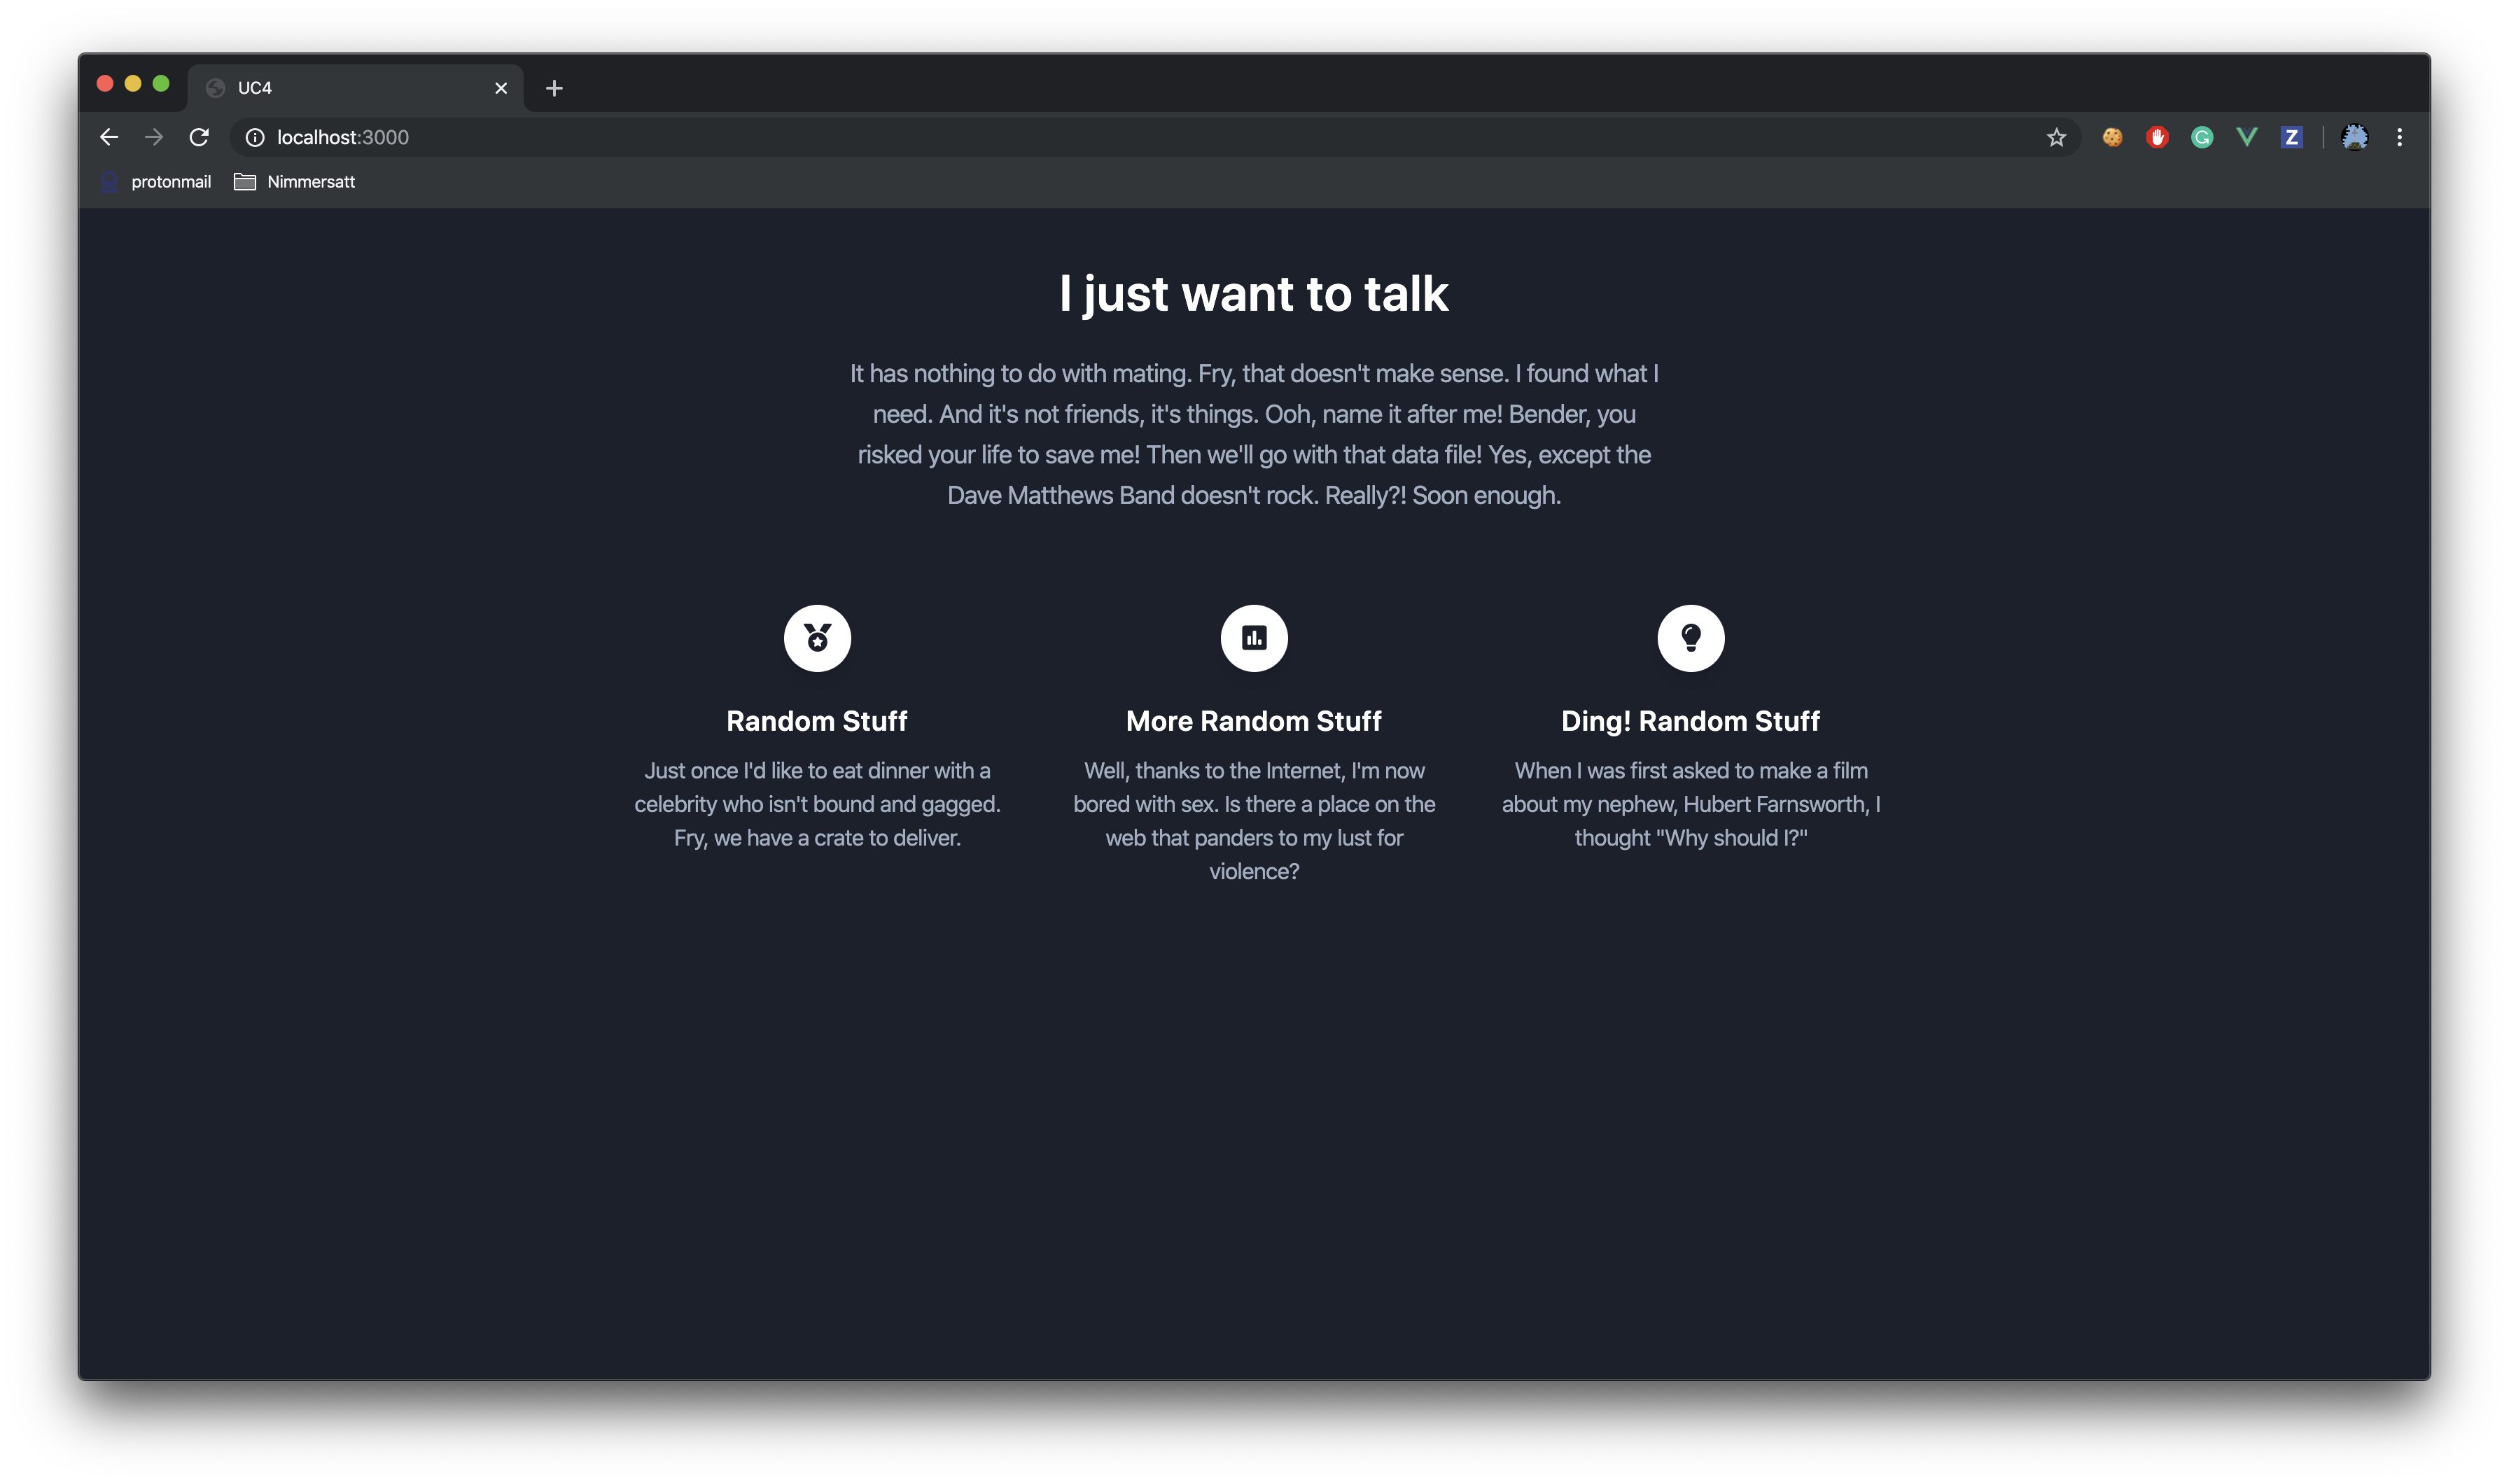 UC4
localhost:3000
Z
protonmail
Nimmersatt
I just want to talk
It has nothing to do with mating. Fry, that doesn't make sense. I found what I
need. And it's not friends, it's things. Ooh, name it after me! Bender, you
risked your life to save me! Then we'll go with that data file! Yes, except the
Dave Matthews Band doesn't rock. Really?! Soon enough.
Random Stuff
Just once I'd like to eat dinner with a
celebrity who isn't bound and gagged.
Fry, we have a crate to deliver.
More Random Stuff
Well, thanks to the Internet, I'm now
bored with sex. Is there a place on the
web that panders to my lust for
violence?
Ding! Random Stuff
When I was first asked to make a film
about my nephew, Hubert Farnsworth, I
thought "Why should I?"